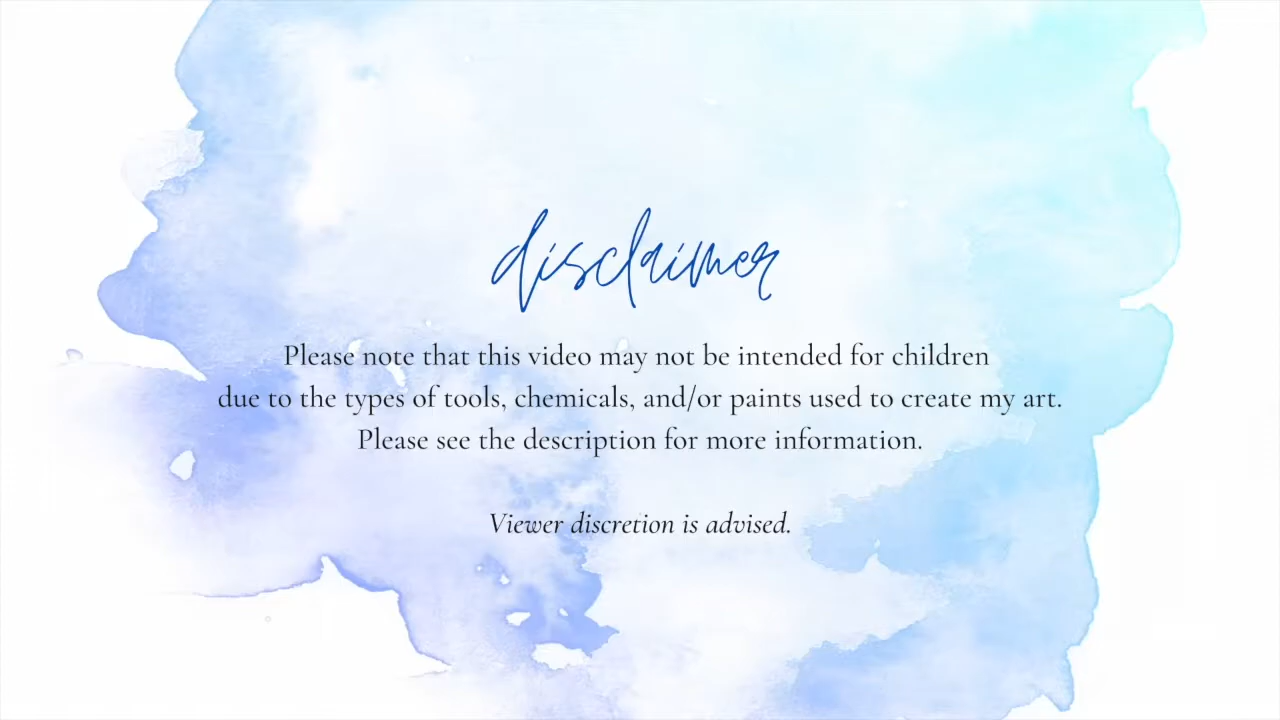 disclaimer
Please note that this video may not be intended for children
due to the types of tools, chemicals, and/or paints used to create my art.
Please see the description for more information.
Viewer discretion is advised.